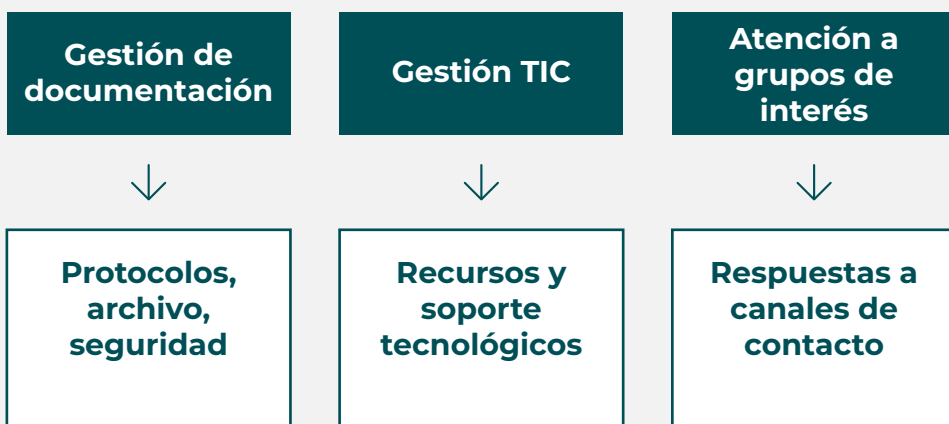 Gestión de
documentación
Gestión TIC
Atención a
grupos de
interés
Protocolos,
archivo,
seguridad
Recursos y
soporte
tecnológicos
Respuestas a
canales de
contacto